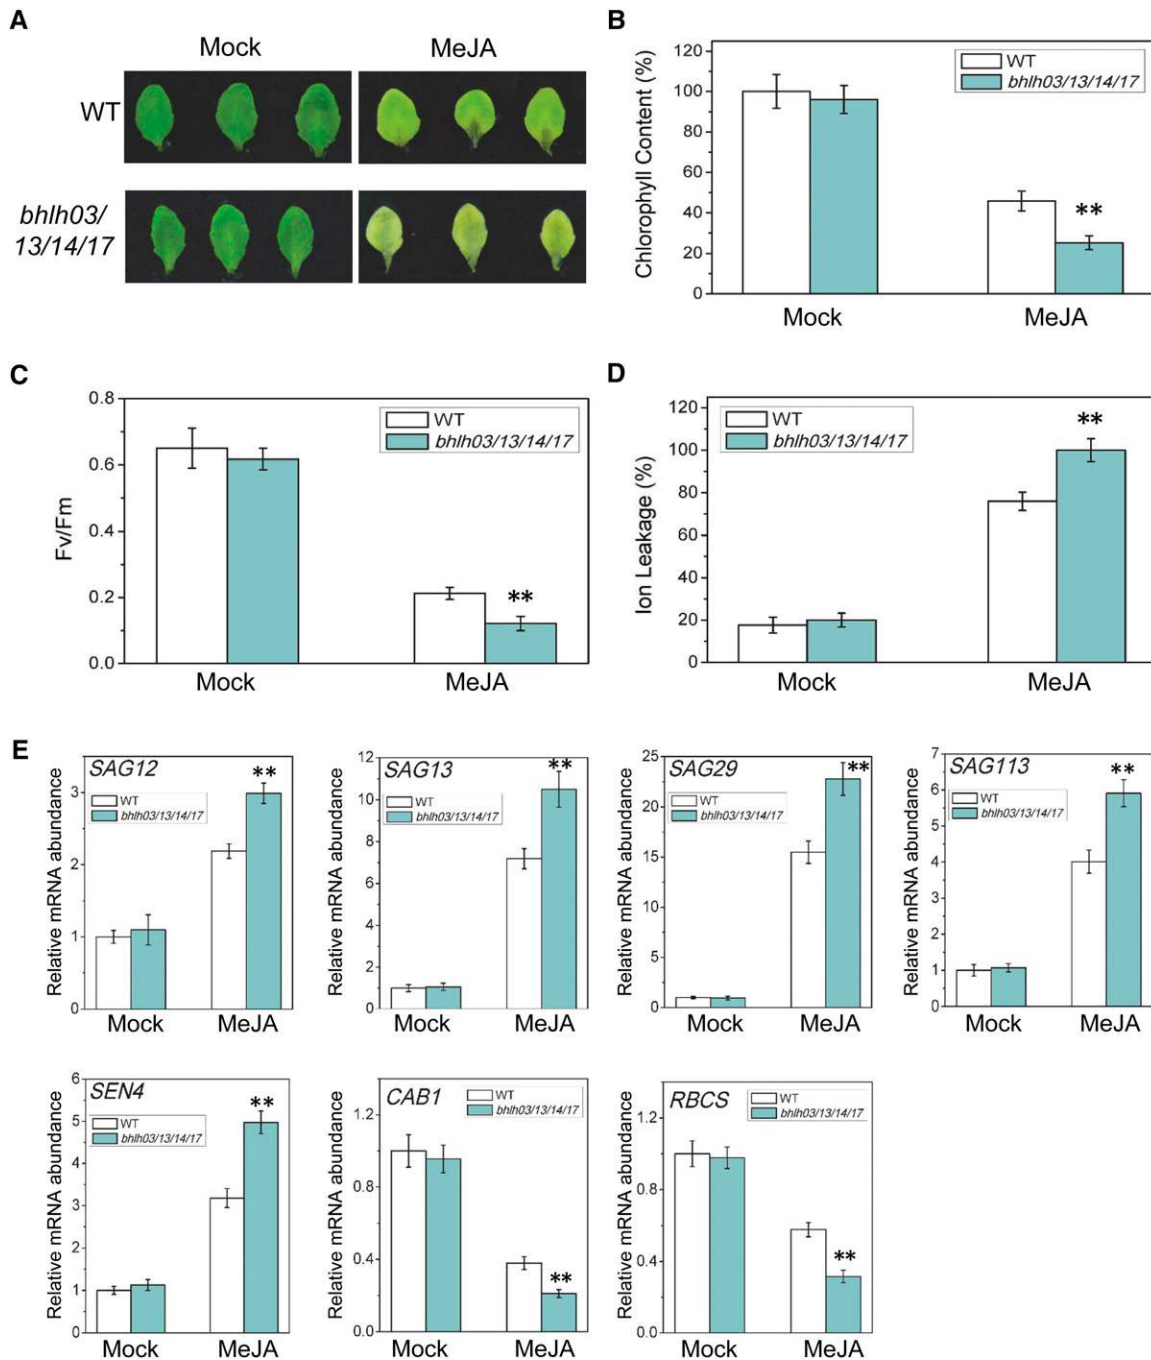 A
Mock
MeJA
WT
bhlh03/
13/14/17
B
Chlorophyll Content (%)
120
100
80
60
40
20
0
WT
bhlh03/13/14/17
**
Mock
MeJA
C
Fv/Fm
0.8
0.6
0.4
0.2
0.0
WT
bhlh03/13/14/17
**
Mock
MeJA
D
Ion Leakage (%)
120
100
80
60
40
20
0
WT
bhlh03/13/14/17
**
Mock
MeJA
E
Relative mRNA abundance
3
2
1
0
SAG12
WT
bhlh03/13/14/17
**
Mock
MeJA
Relative mRNA abundance
12
10
8
6
4
2
0
SAG13
WT
bhlh03/13/14/17
**
Mock
MeJA
Relative mRNA abundance
25
20
15
10
5
0
SAG29
WT
bhlh03/13/14/17
**
Mock
MeJA
Relative mRNA abundance
7
6
5
4
3
2
1
0
SAG113
WT
bhlh03/13/14/17
**
Mock
MeJA
Relative mRNA abundance
6
5
4
3
2
1
0
SEN4
WT
bhlh03/13/14/17
**
Mock
MeJA
Relative mRNA abundance
1.2
0.8
0.4
0.0
CAB1
WT
bhlh03/13/14/17
**
Mock
MeJA
Relative mRNA abundance
1.2
0.8
0.4
0.0
RBCS
WT
bhlh03/13/14/17
**
Mock
MeJA